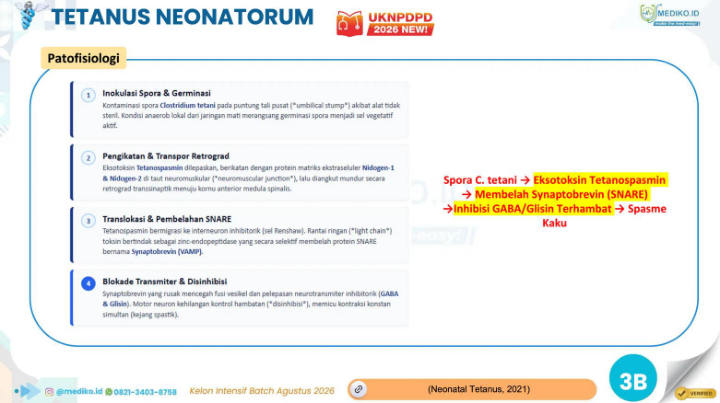 TETANUS NEONATORUM
UKNPDPD
2026 NEW!
MEDIKO.ID
Patofisiologi
1
Inokulasi Spora & Germinasi
Kontaminasi spora Clostridium tetani pada puntung tali pusat (*umbilical stump*) akibat alat tidak
steril. Kondisi anaerob lokal dari jaringan mati merangsang germinasi spora menjadi sel vegetatif
aktif.
2
Pengikatan & Transpor Retrograd
Eksotoksin Tetanospasmin dilepaskan, berikatan dengan protein matriks ekstraseluler Nidogen-1
& Nidogen-2 di taut neuromuskular (*neuromuscular junction*), lalu diangkut mundur secara
retrograd transsinaptik menuju kornu anterior medula spinalis.
3
Translokasi & Pembelahan SNARE
Tetanospasmin bermigrasi ke interneuron inhibitorik (sel Renshaw). Rantai ringan (*light chain*)
toksin bertindak sebagai zinc-endopeptidase yang secara selektif membelah protein SNARE
bernama Synaptobrevin (VAMP).
4
Blokade Transmiter & Disinhibisi
Synaptobrevin yang rusak mencegah fusi vesikel dan pelepasan neurotransmiter inhibitorik (GABA
& Glisin). Motor neuron kehilangan kontrol hambatan (*disinhibisi*), memicu kontraksi konstan
simultan (kejang spastik).
Spora C. tetani → Eksotoksin Tetanospasmin
→ Membelah Synaptobrevin (SNARE)
→Inhibisi GABA/Glisin Terhambat → Spasme
Kaku
3B
@mediko.id 0821-3403-8758
Kelon Intensif Batch Agustus 2026
(Neonatal Tetanus, 2021)
VERIFIED